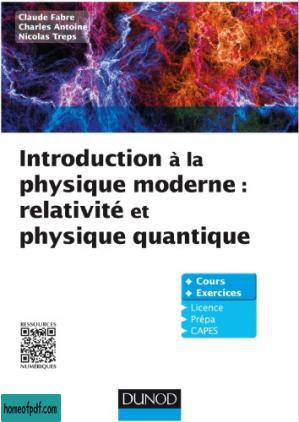 Claude Fabre
Charles Antoine
Nicolas Treps
Introduction à la
physique moderne :
relativité et
physique quantique
+ Cours
+ Exercices
Licence
Prépa
CAPES
RESSOURCES
NUMÉRIQUES
homeofpdf.com
DUNOD